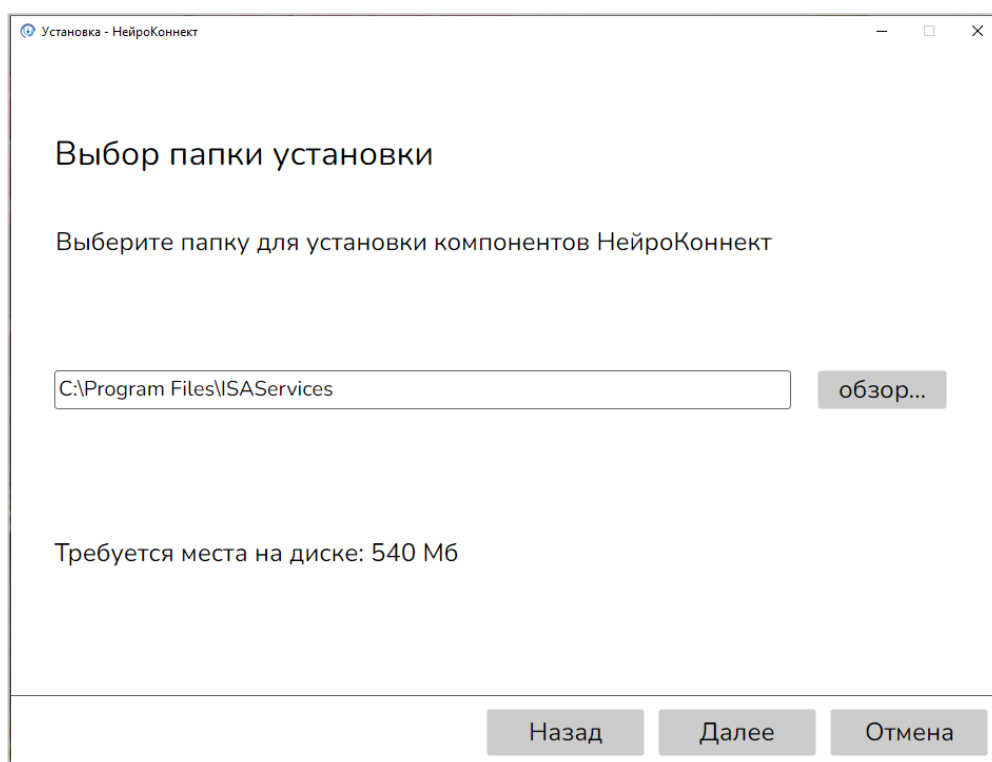 Установка - НейроКоннект
Выбор папки установки
Выберите папку для установки компонентов НейроКоннект
C:\Program Files\ISAServices
обзор...
Требуется места на диске: 540 Мб
Назад
Далее
Отмена